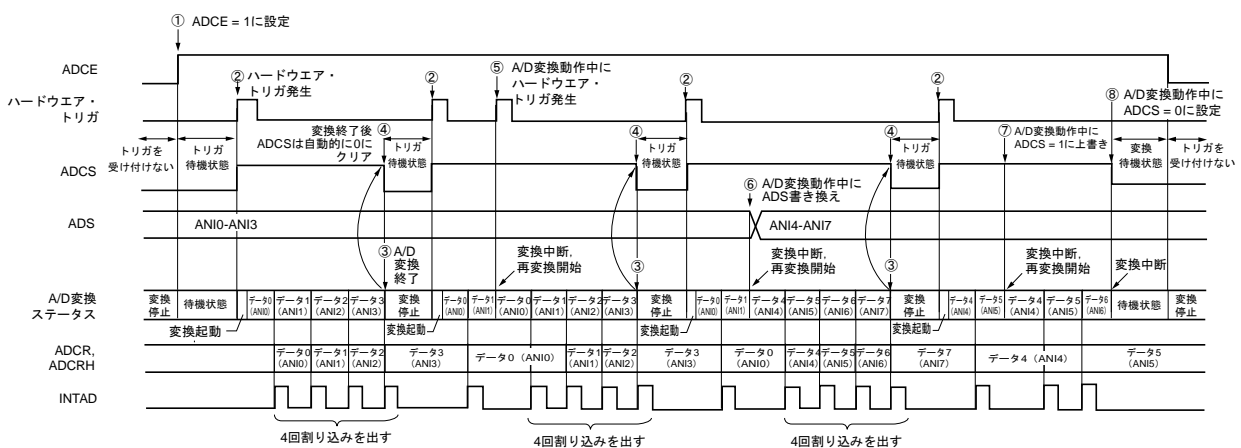 ① ADCE = 1に設定
ADCE
② ハードウエア・
トリガ発生
②
⑤ A/D変換動作中に
ハードウエア・
トリガ発生
②
②
⑧ A/D変換動作中に
ADCS = 0に設定
ハードウエア・
トリガ
トリガを
受け付けない
トリガ
待機状態
変換終了後
ADCSは自動的に0に
クリア
④
トリガ
待機状態
④
トリガ
待機状態
④
トリガ
待機状態
⑦ A/D変換動作中に
ADCS = 1に上書き
変換
待機状態
トリガを
受け付けない
ADCS
⑥ A/D変換動作中に
ADS書き換え
ADS
ANI0-ANI3
ANI4-ANI7
③ A/D
変換
終了
変換中断,
再変換開始
③
変換中断,
再変換開始
③
変換中断,
再変換開始
変換中断
A/D変換
ステータス
変換
停止
待機状態
データ0
(ANI0)
データ1
(ANI1)
データ2
(ANI2)
データ3
(ANI3)
変換
停止
データ0
(ANI0)
データ1
(ANI1)
データ0
(ANI0)
データ1
(ANI1)
データ2
(ANI2)
データ3
(ANI3)
変換
停止
データ0
(ANI0)
データ1
(ANI1)
データ4
(ANI4)
データ5
(ANI5)
データ6
(ANI6)
データ7
(ANI7)
変換
停止
データ4
(ANI4)
データ5
(ANI5)
データ4
(ANI4)
データ5
(ANI5)
データ6
(ANI6)
待機状態
変換
停止
変換起動
変換起動
変換起動
変換起動
ADCR,
ADCRH
データ0
(ANI0)
データ1
(ANI1)
データ2
(ANI2)
データ3
(ANI3)
データ0 (ANI0)
データ1
(ANI1)
データ2
(ANI2)
データ3
(ANI3)
データ0
(ANI0)
データ4
(ANI4)
データ5
(ANI5)
データ6
(ANI6)
データ7
(ANI7)
データ4 (ANI4)
データ5
(ANI5)
INTAD
4回割り込みを出す
4回割り込みを出す
4回割り込みを出す